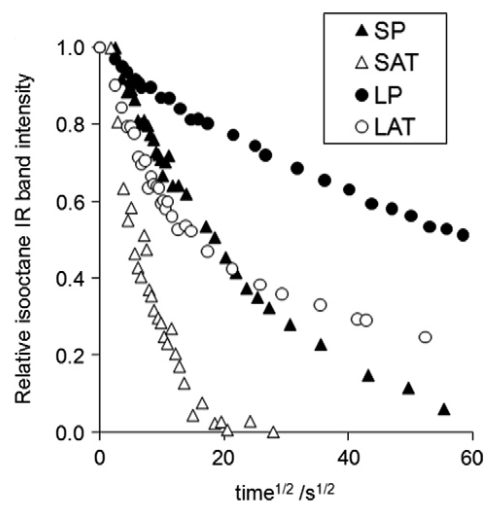 SP
SAT
LP
LAT
1.0
0.8
0.6
0.4
0.2
0.0
0
20
40
60
Relative isooctane IR band intensity
time1/2 /s1/2